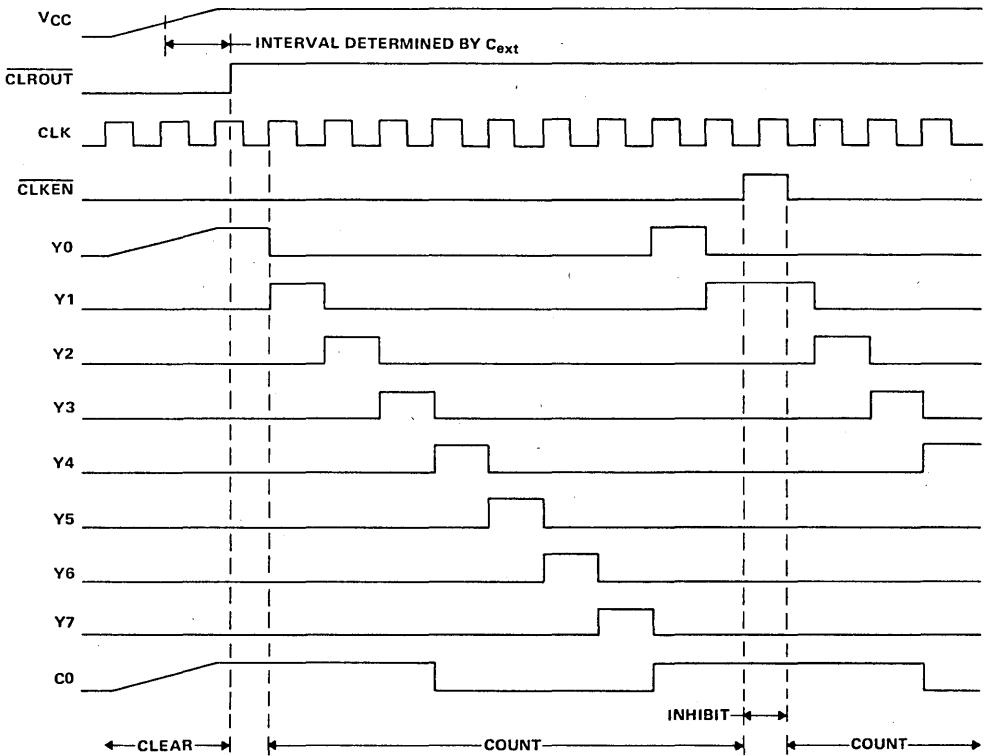 VCC
INTERVAL DETERMINED BY Cext
CLROUT
CLK
CLKEN
Y0
Y1
Y2
Y3
Y4
Y5
Y6
Y7
C0
INHIBIT
CLEAR
COUNT
COUNT